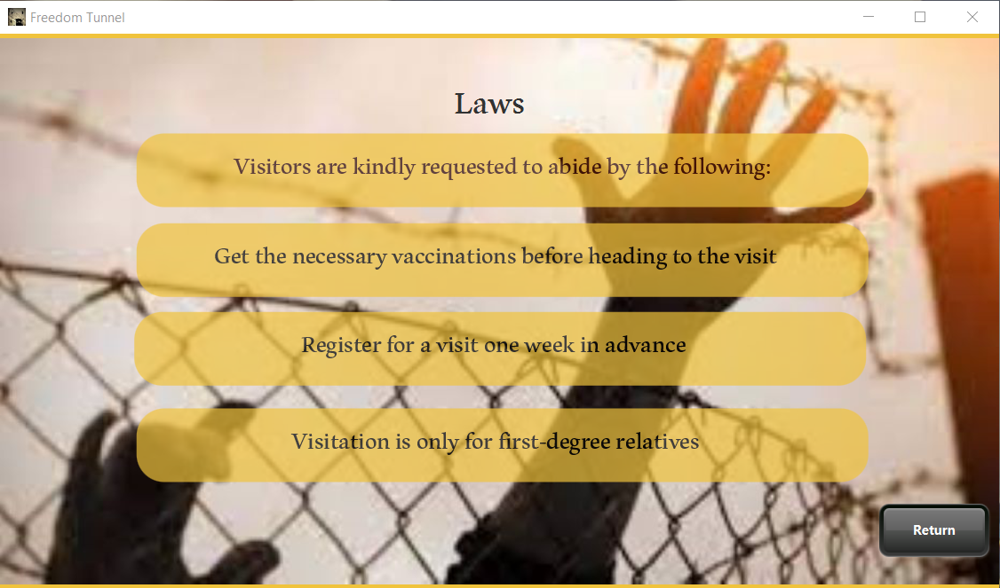 Freedom Tunnel
Laws
Visitors are kindly requested to abide by the following:
Get the necessary vaccinations before heading to the visit
Register for a visit one week in advance
Visitation is only for first-degree relatives
Return